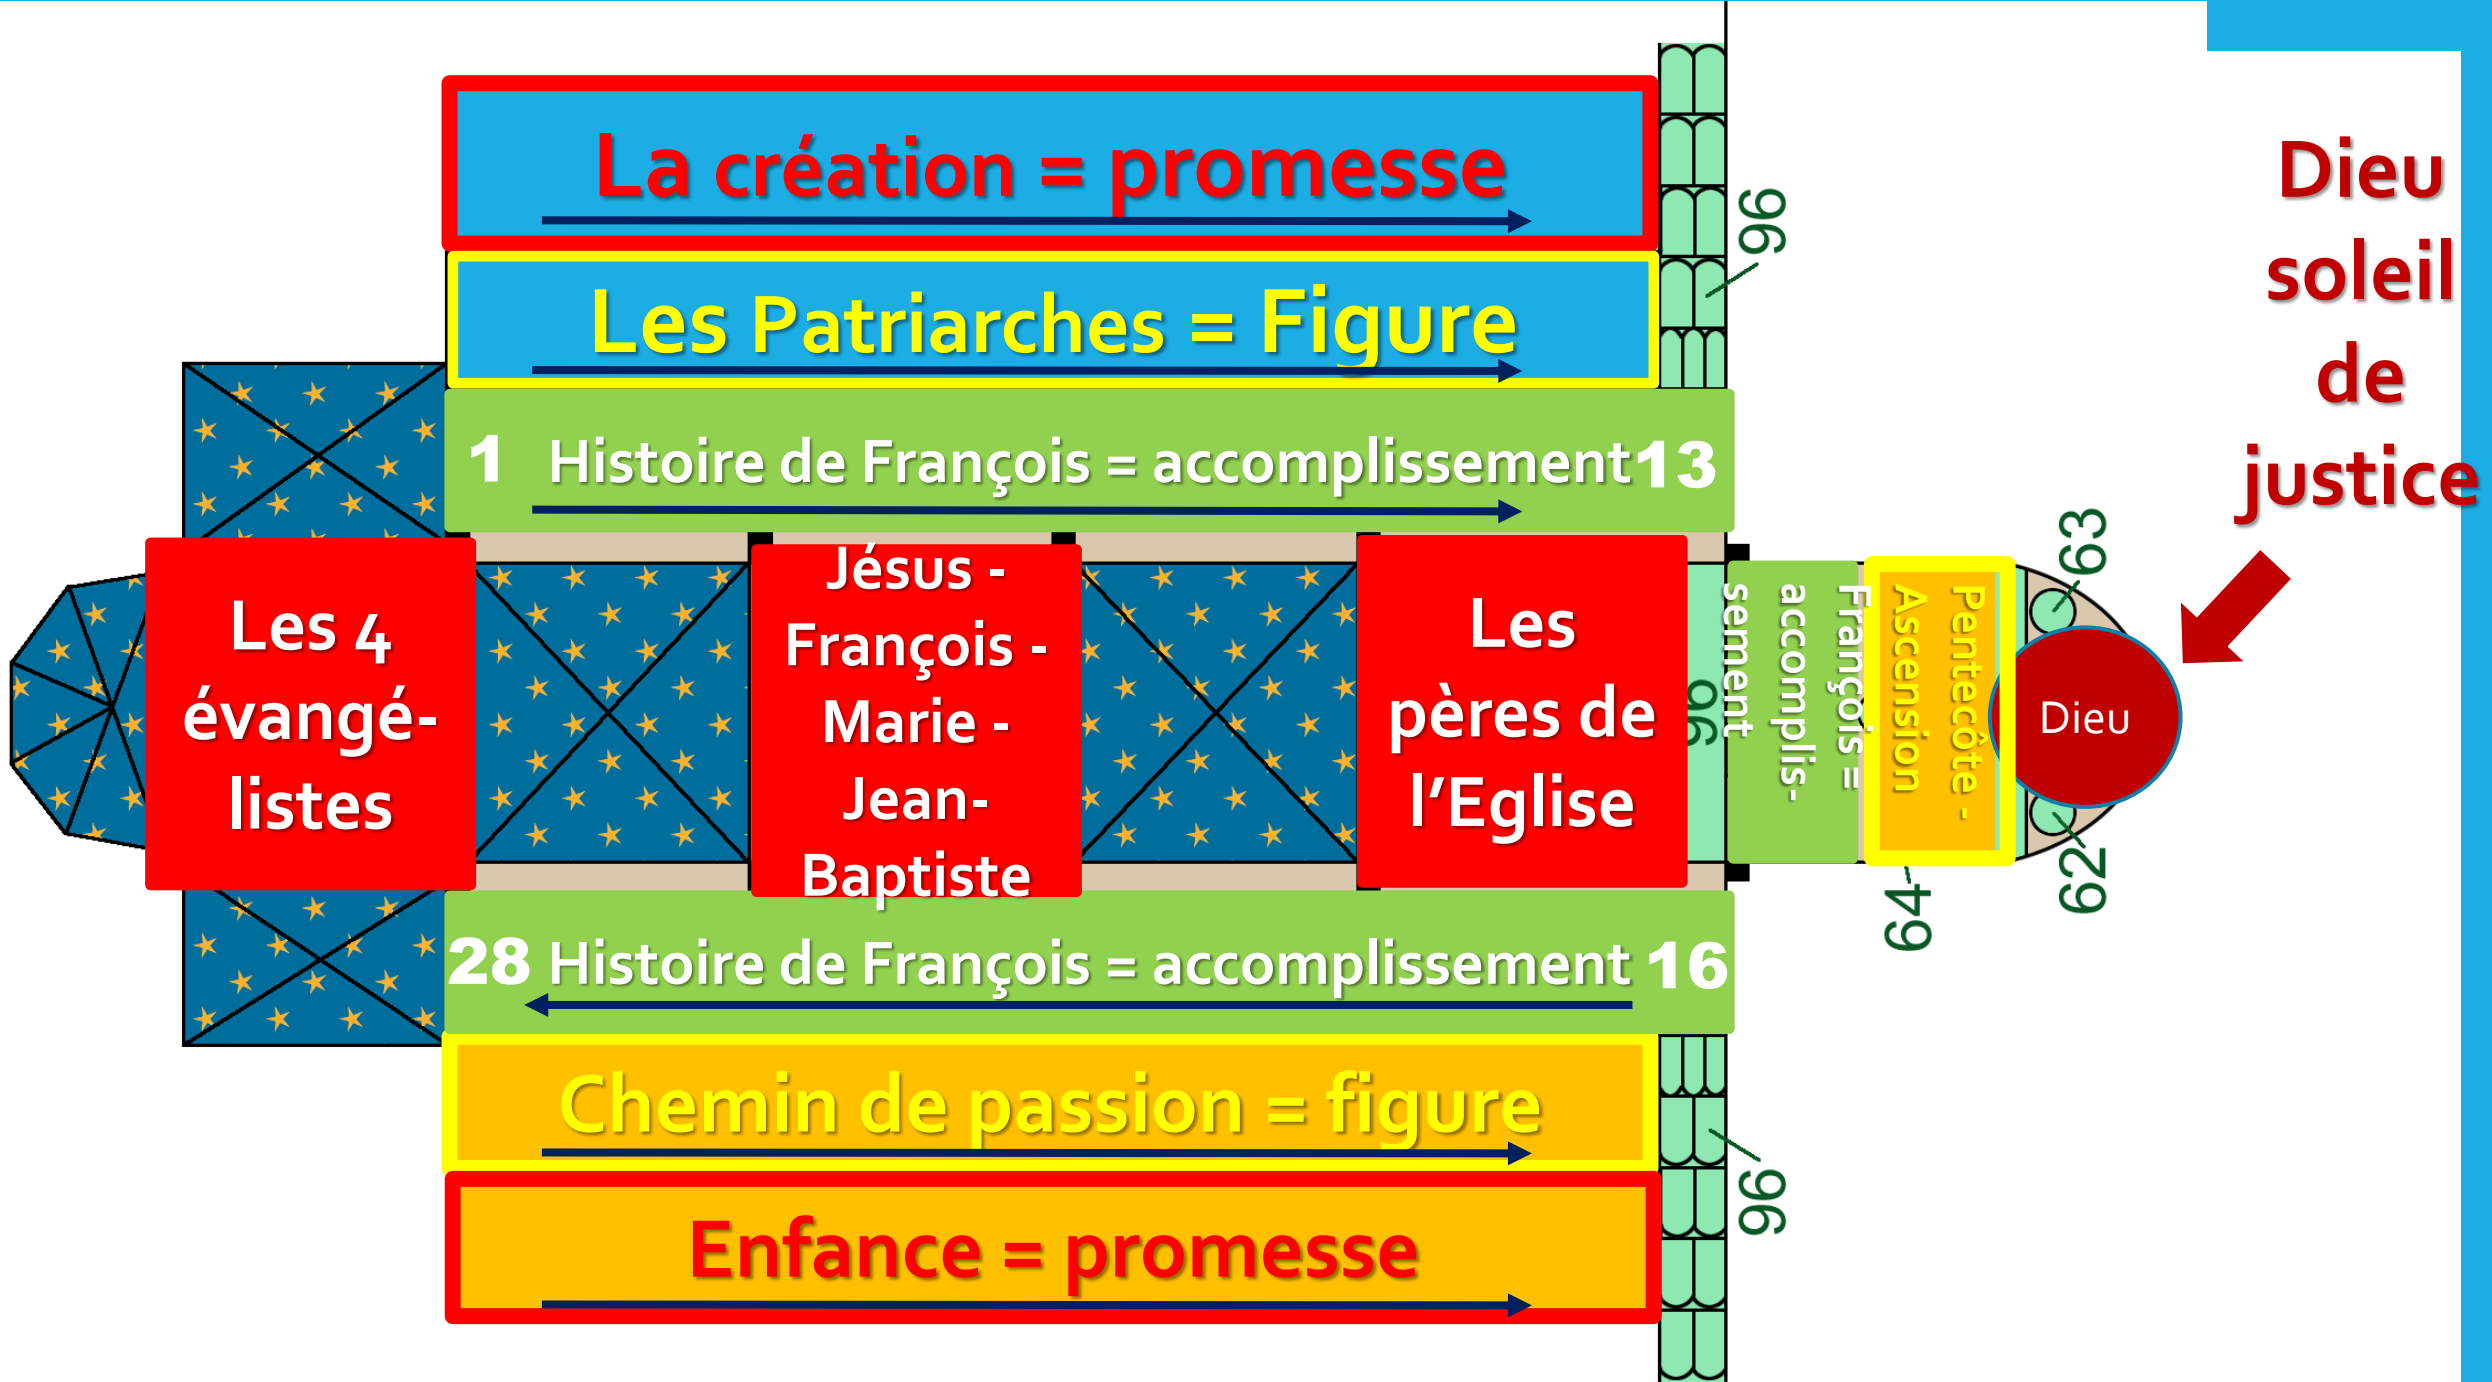 La création = promesse
Les Patriarches = Figure
1 Histoire de François = accomplissement 13
Les 4
évangé-
listes
Jésus -
François -
Marie -
Jean-
Baptiste
Les
pères de
l’Eglise
96
François =
accomplis-
sement
Pentecôte -
Ascension
Dieu
28 Histoire de François = accomplissement 16
Chemin de passion = figure
Enfance = promesse
96
96
63
62
64
Dieu
soleil
de
justice